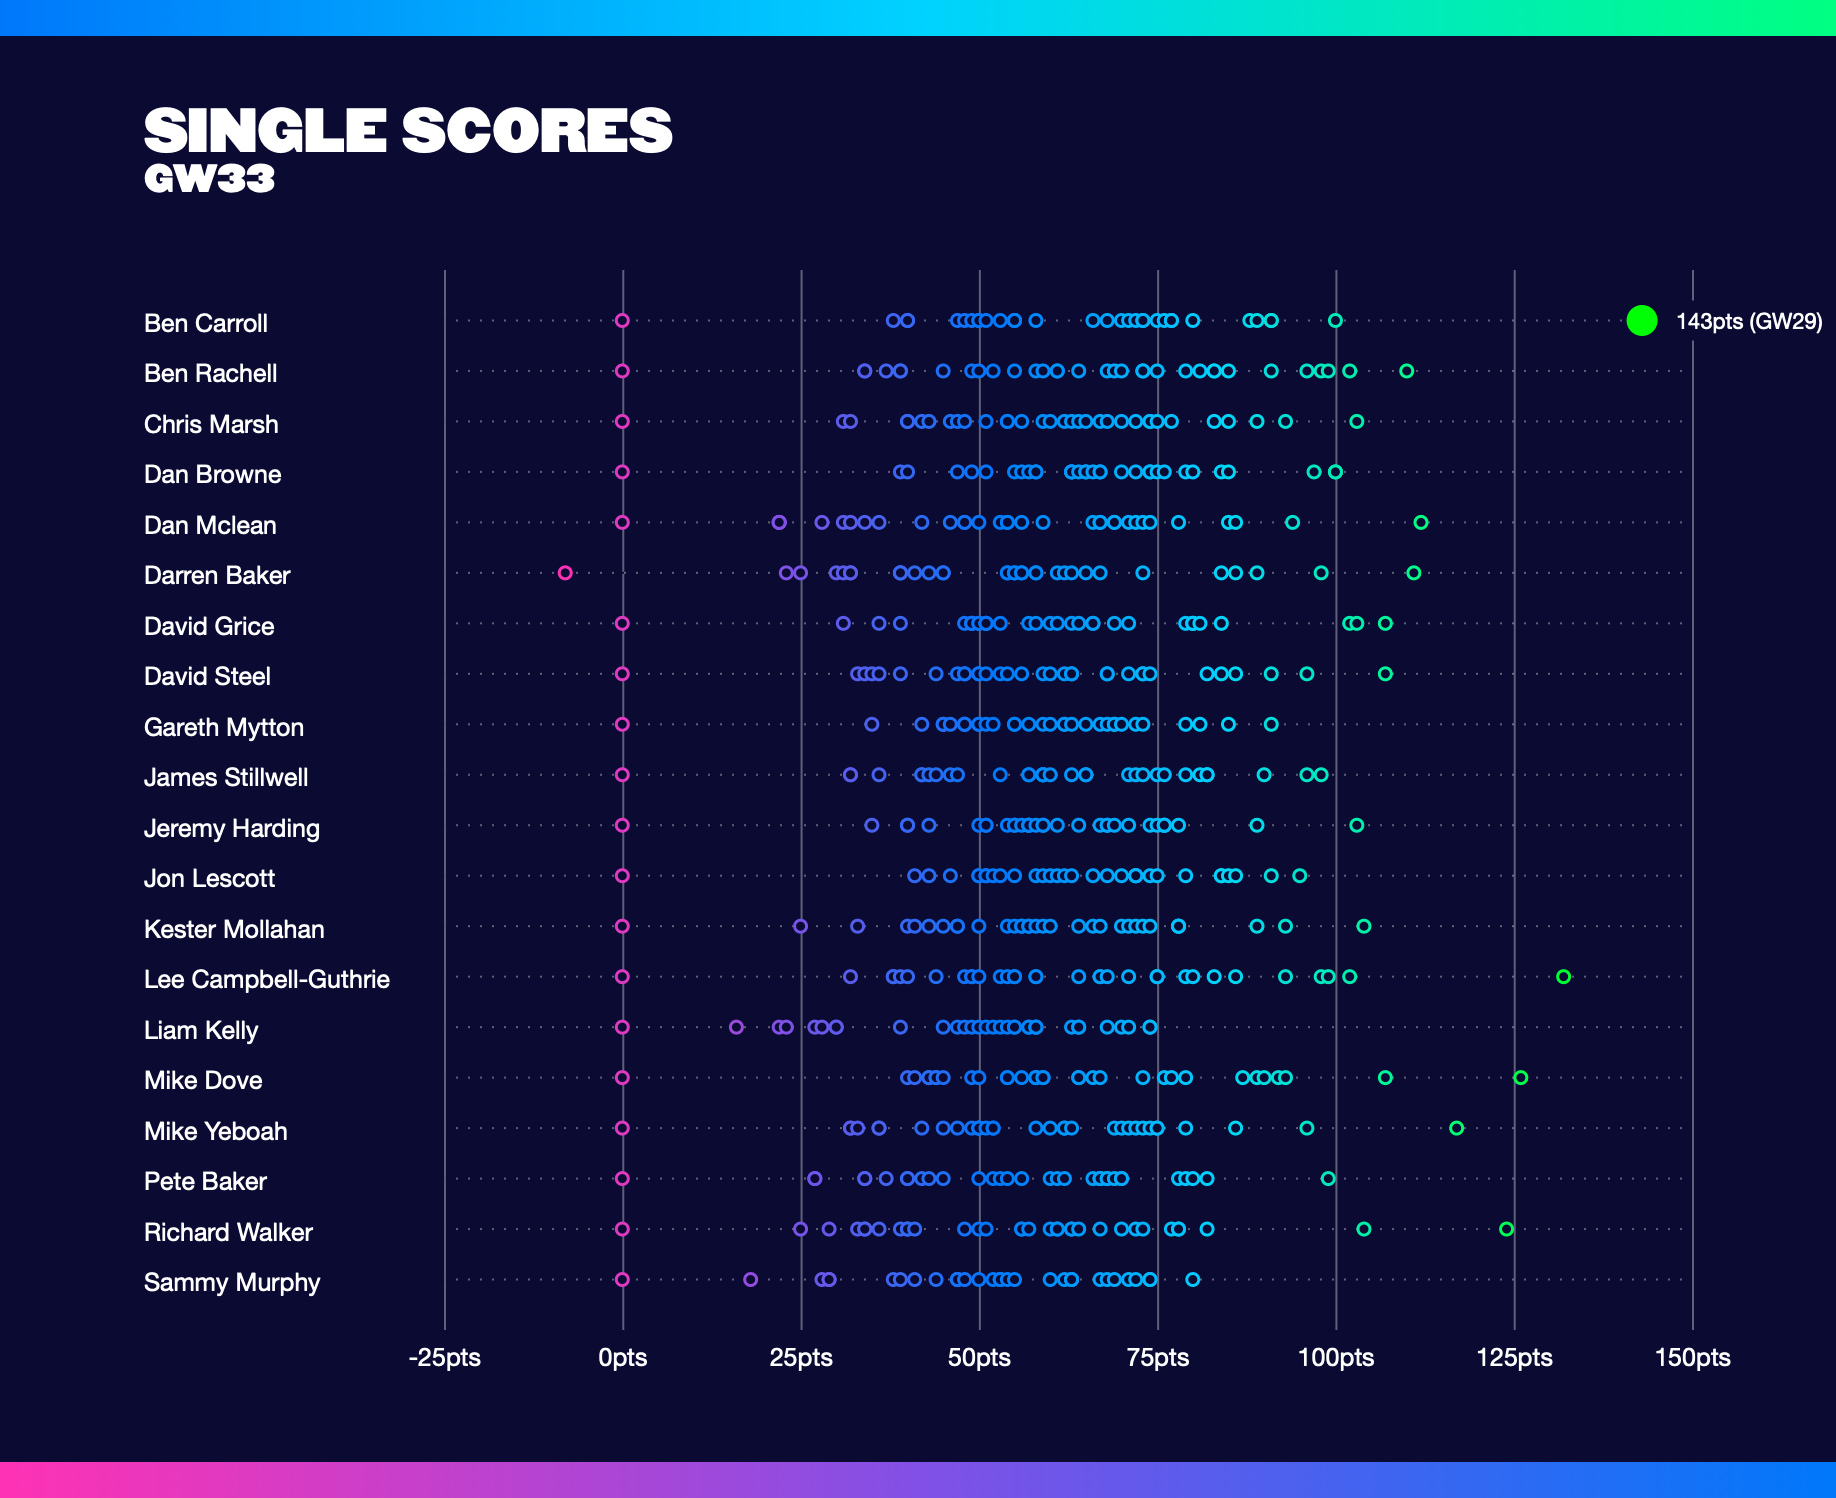 SINGLE SCORES
GW33
Ben Carroll
143pts (GW29)
Ben Rachell
Chris Marsh
Dan Browne
Dan Mclean
Darren Baker
David Grice
David Steel
Gareth Mytton
James Stillwell
Jeremy Harding
Jon Lescott
Kester Mollahan
Lee Campbell-Guthrie
Liam Kelly
Mike Dove
Mike Yeboah
Pete Baker
Richard Walker
Sammy Murphy
-25pts 0pts 25pts 50pts 75pts 100pts 125pts 150pts